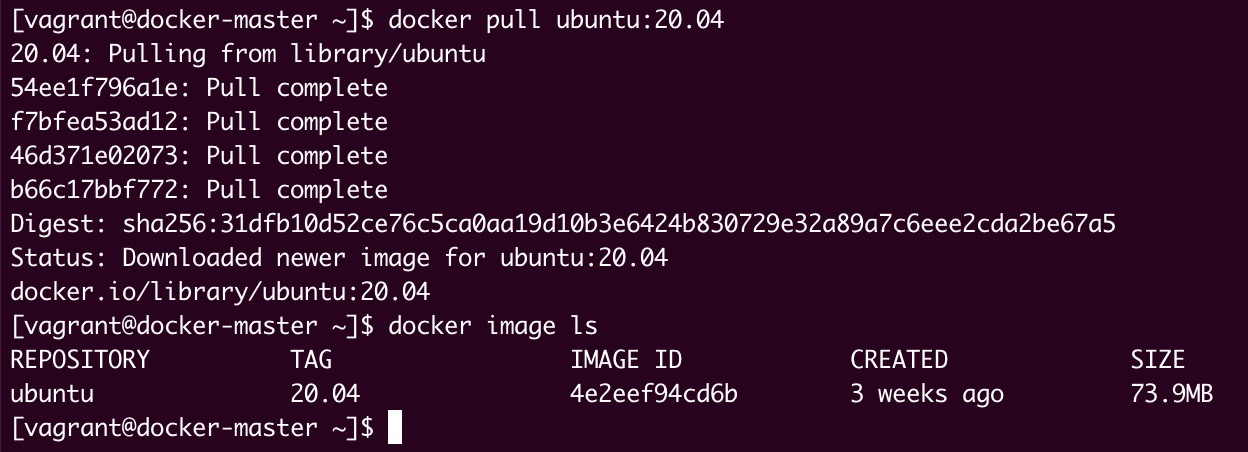 [vagrant@docker-master ~]$ docker pull ubuntu:20.04
20.04: Pulling from library/ubuntu
54ee1f796a1e: Pull complete
f7bfea53ad12: Pull complete
46d371e02073: Pull complete
b66c17bbf772: Pull complete
Digest: sha256:31dfb10d52ce76c5ca0aa19d10b3e6424b830729e32a89a7c6eee2cda2be67a5
Status: Downloaded newer image for ubuntu:20.04
docker.io/library/ubuntu:20.04
[vagrant@docker-master ~]$ docker image ls
REPOSITORY          TAG                 IMAGE ID            CREATED             SIZE
ubuntu              20.04               4e2eef94cd6b        3 weeks ago         73.9MB
[vagrant@docker-master ~]$